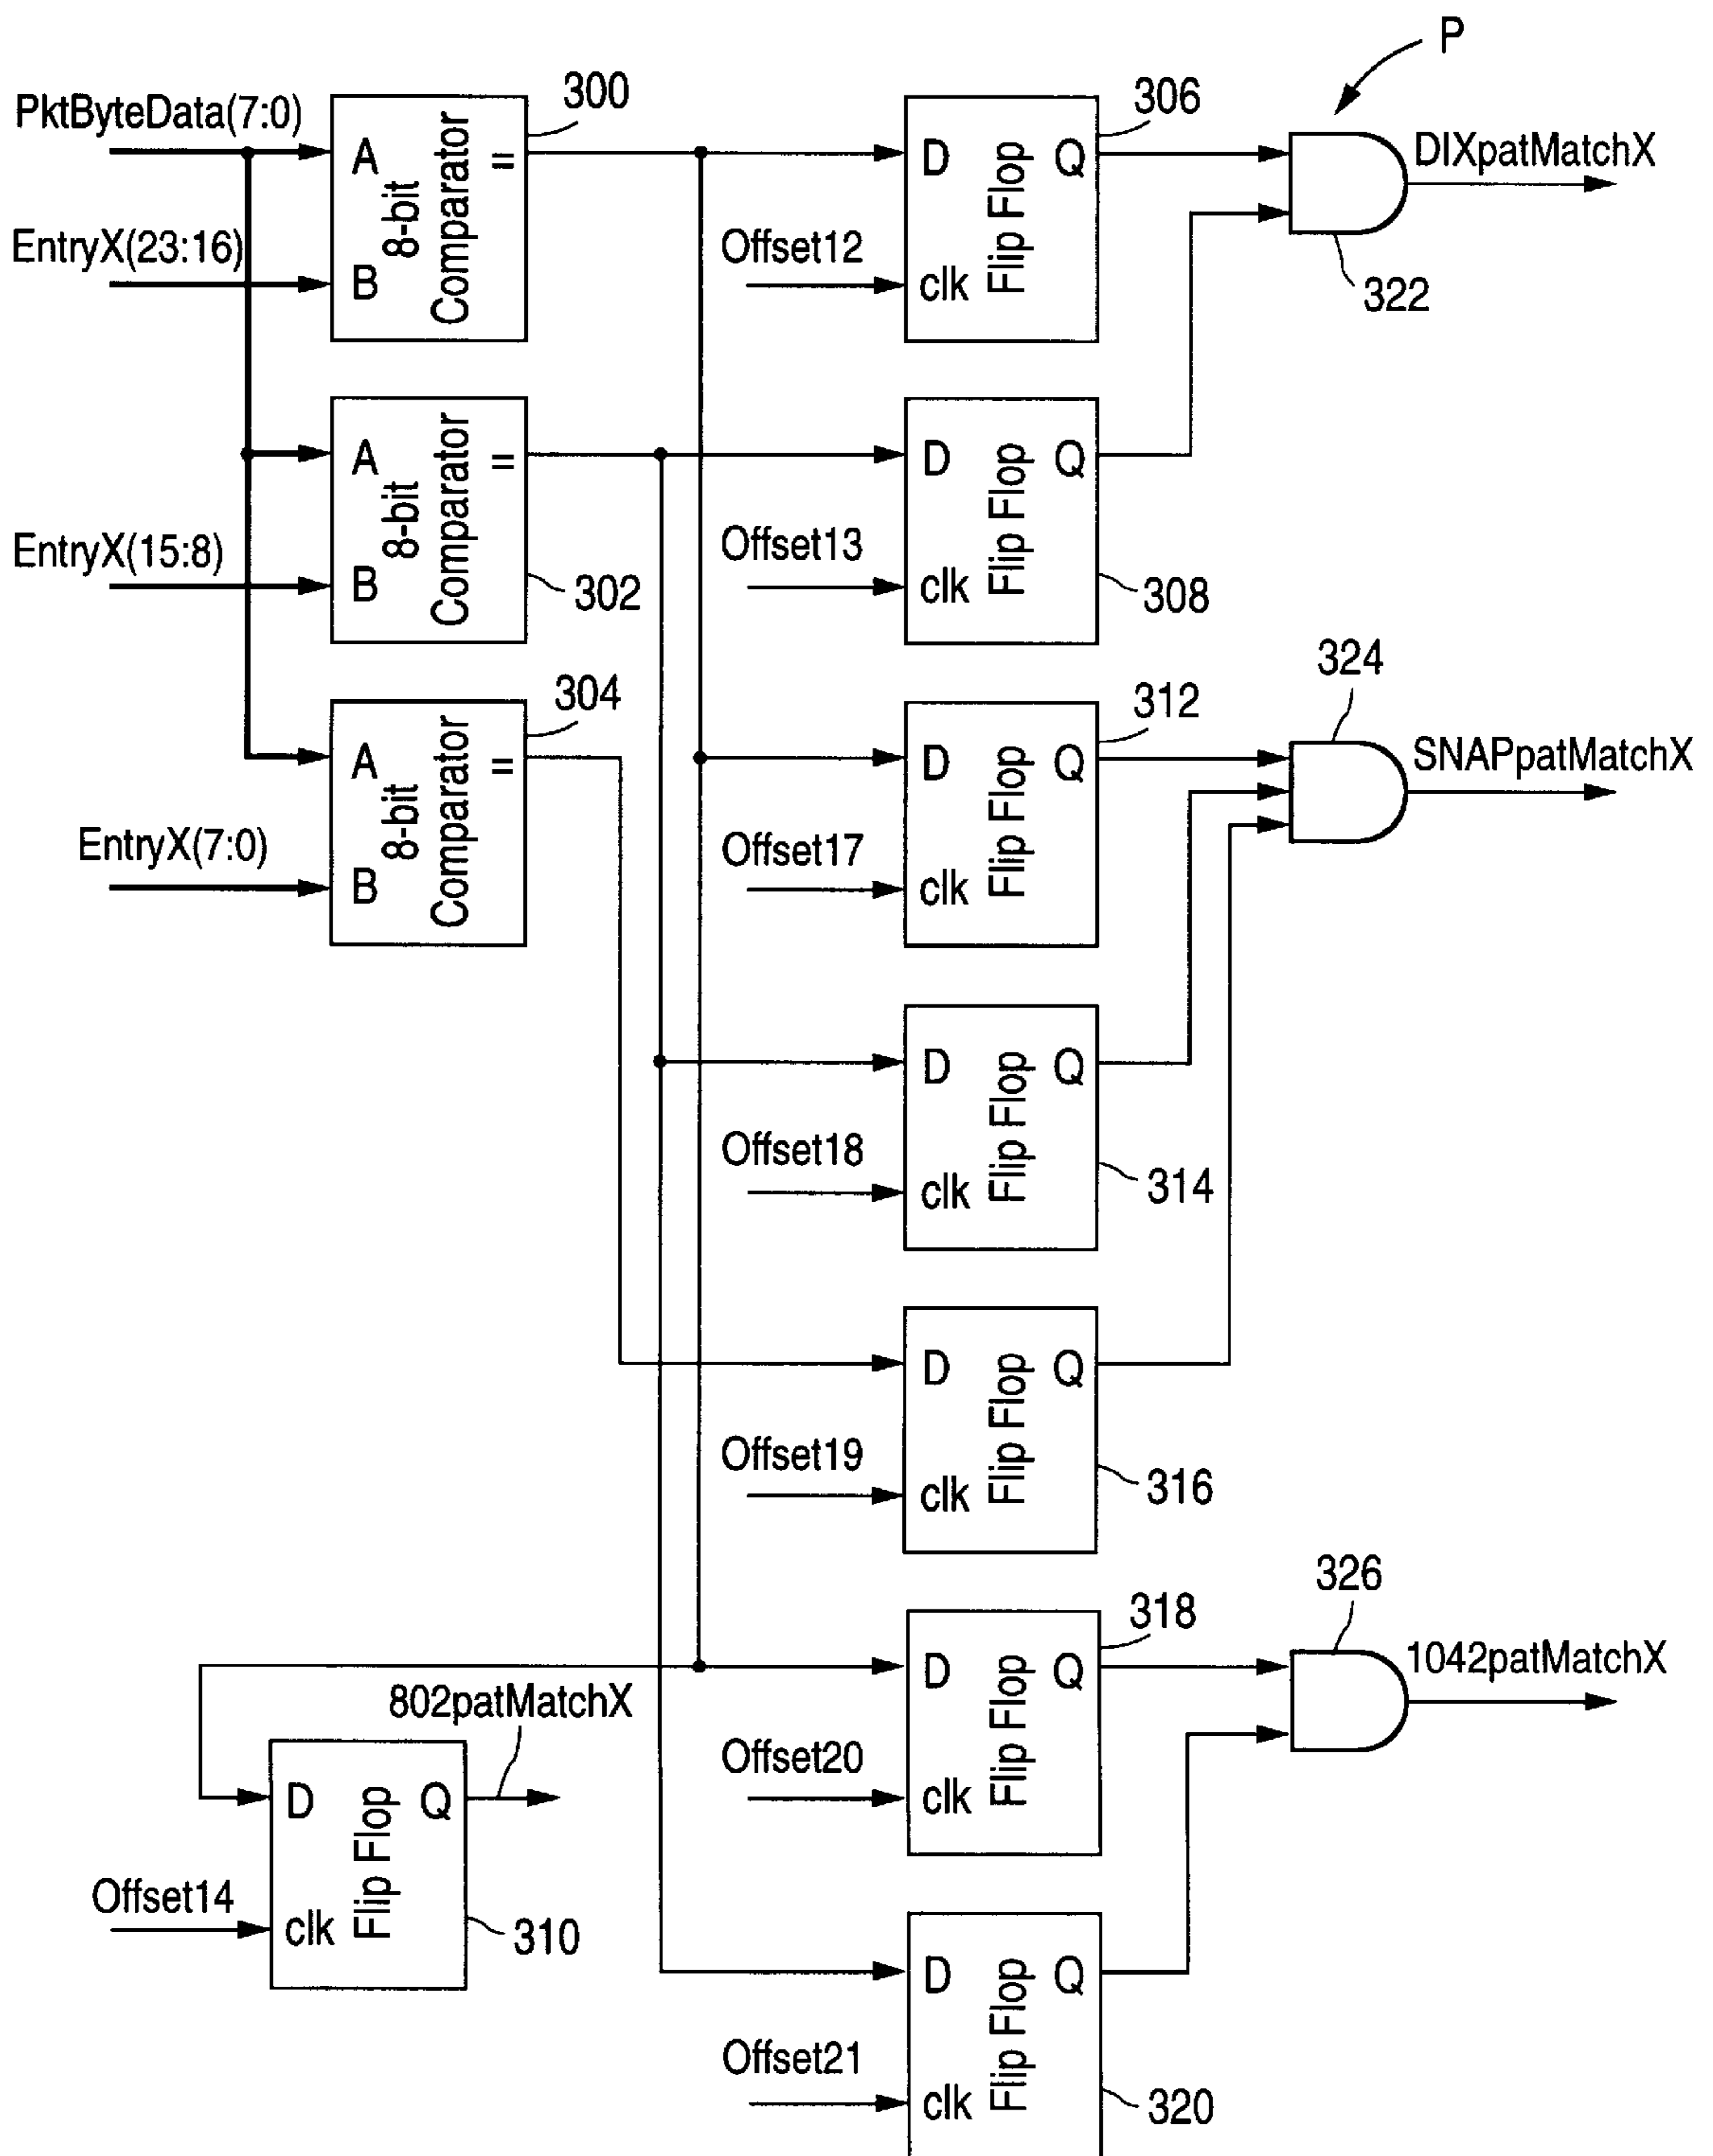 P
PktByteData(7:0)
300
A
=
8-bit
Comparator
EntryX(23:16)
B
306
D
Q
Flip Flop
Offset12
clk
DIXpatMatchX
322
A
=
8-bit
Comparator
EntryX(15:8)
B
302
D
Q
Flip Flop
Offset13
clk
308
304
A
=
8-bit
Comparator
EntryX(7:0)
B
312
D
Q
Flip Flop
Offset17
clk
324
SNAPpatMatchX
D
Q
Flip Flop
Offset18
clk
314
D
Q
Flip Flop
Offset19
clk
316
318
D
Q
Flip Flop
Offset20
clk
326
1042patMatchX
802patMatchX
D
Q
Flip Flop
Offset14
clk
310
D
Q
Flip Flop
Offset21
clk
320